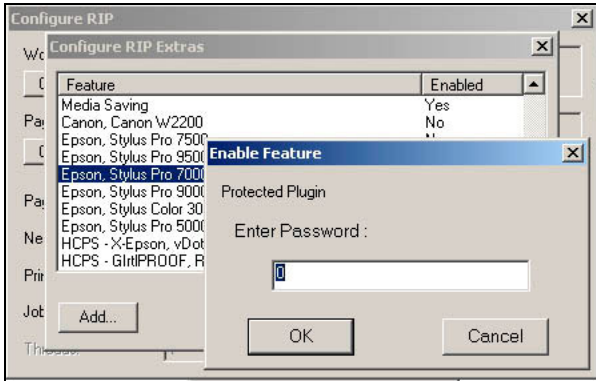 Configure RIP
Configure RIP Extras
Feature Enabled
Media Saving Yes
Canon, Canon W2200 No
Epson, Stylus Pro 7500
Epson, Stylus Pro 9500
Epson, Stylus Pro 7000
Epson, Stylus Pro 9000
Epson, Stylus Color 30
Epson, Stylus Pro 5000
HCPS - X-Epson, vDot
HCPS - GIrtlPROOF, R
Enable Feature
Protected Plugin
Enter Password :
0
OK Cancel
Add...
Job